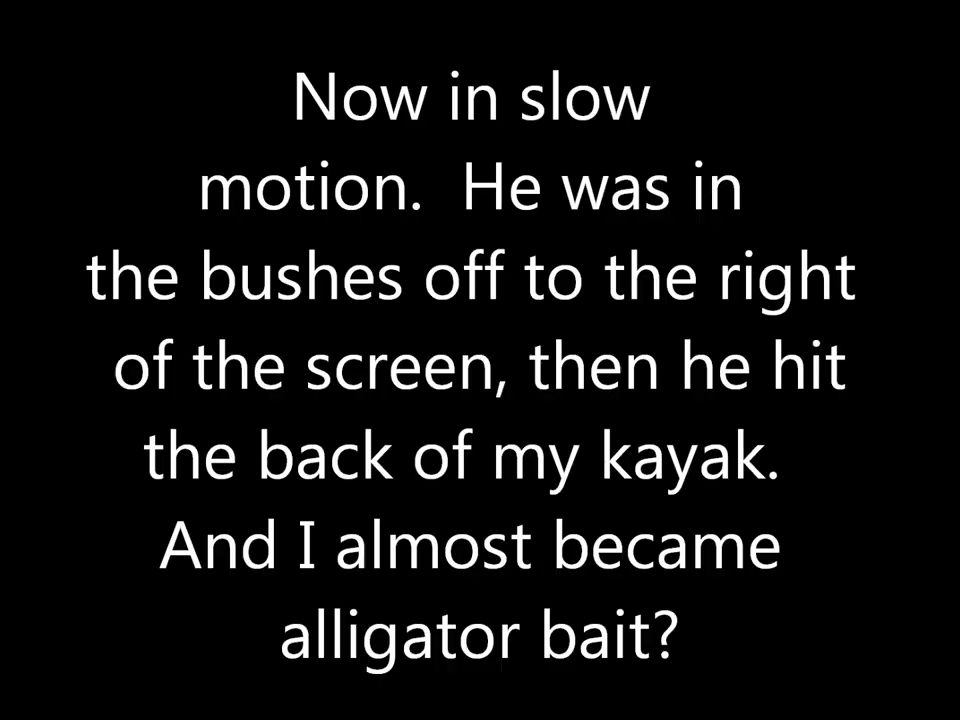 Now in slow
motion.  He was in
the bushes off to the right
of the screen, then he hit
the back of my kayak.
And I almost became
alligator bait?